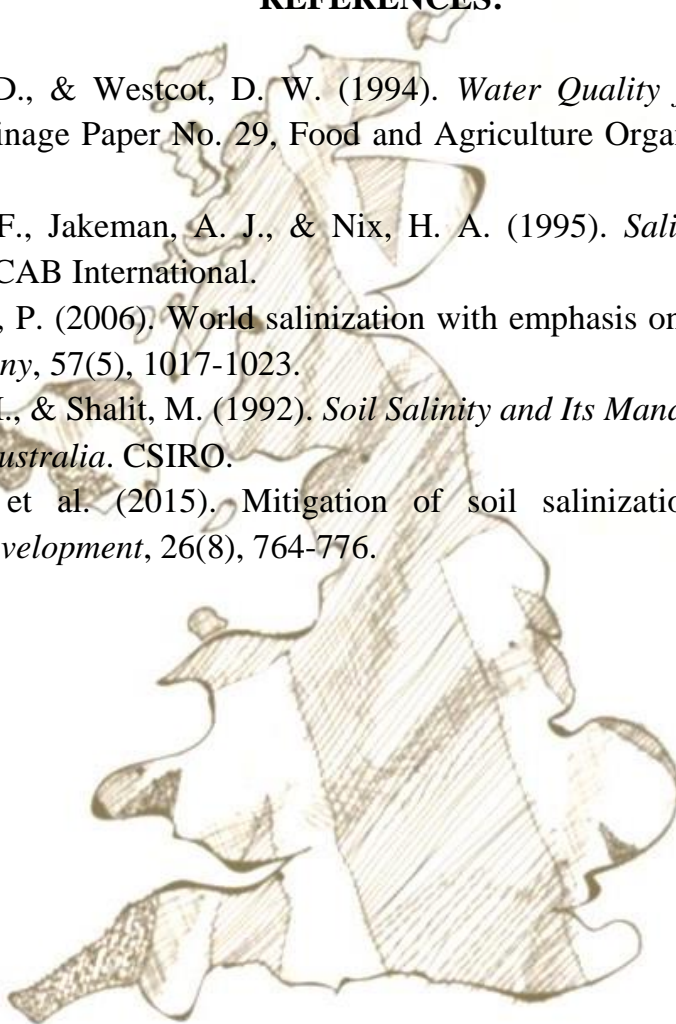 REFERENCES:
D., & Westcot, D. W. (1994). Water Quality
inage Paper No. 29, Food and Agriculture Orga
F., Jakeman, A. J., & Nix, H. A. (1995). Sali
CAB International.
, P. (2006). World salinization with emphasis on
ny, 57(5), 1017-1023.
I., & Shalit, M. (1992). Soil Salinity and Its Mana
ustralia. CSIRO.
et al. (2015). Mitigation of soil salinizatio
velopment, 26(8), 764-776.